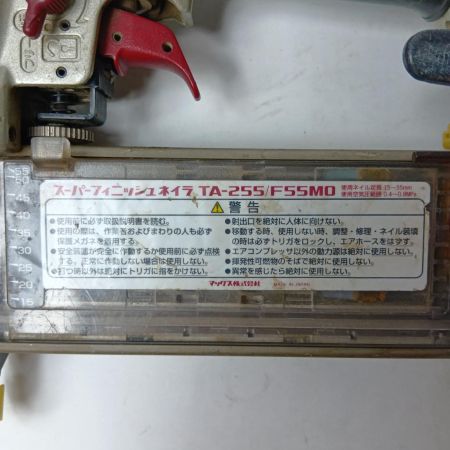 スーパーフィニッシュネイラ TA-255/F55MO
使用ネイル足長 15～55mm
使用空気圧範囲 0.4～0.8MPa
警告
●使用前に必ず取扱説明書を読む。
●使用の際は、作業者およびまわりの人も必ず
保護メガネを着用する。
●安全装置が完全に作動するか使用前に必ず点検
する。正常に作動しない場合は使用しない。
●打つ時以外は絶対にトリガに指をかけない。
●射出口を絶対に人体に向けない。
●移動する時、使用しない時、調整・修理・ネイル装填
の時は必ずトリガをロックし、エアホースをはずす。
●エアコンプレッサ以外の動力源は絶対に使用しない。
●揮発性可燃物のそばで絶対に使用しない。
●異常を感じたら絶対に使用しない。
マックス株式会社
MADE IN JAPAN
55
50
45
40
35
30
25
20
15